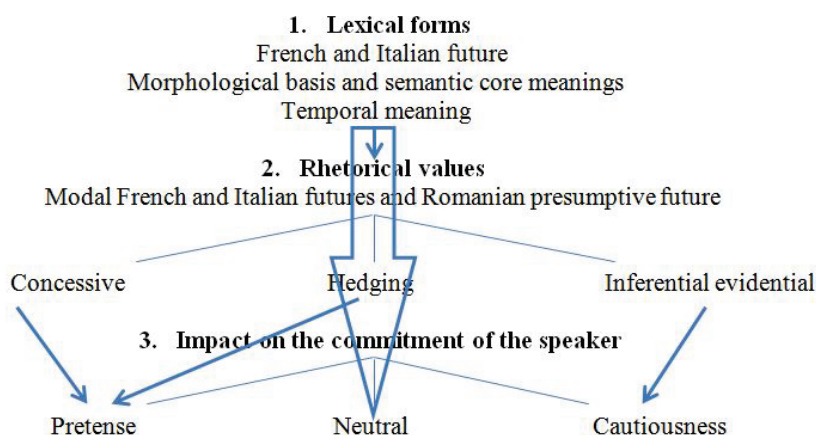 1. Lexical forms
French and Italian future
Morphological basis and semantic core meanings
Temporal meaning
2. Rhetorical values
Modal French and Italian futures and Romanian presumptive future
Concessive Hedging Inferential evidential
3. Impact on the commitment of the speaker
Pretense Neutral Cautiousness